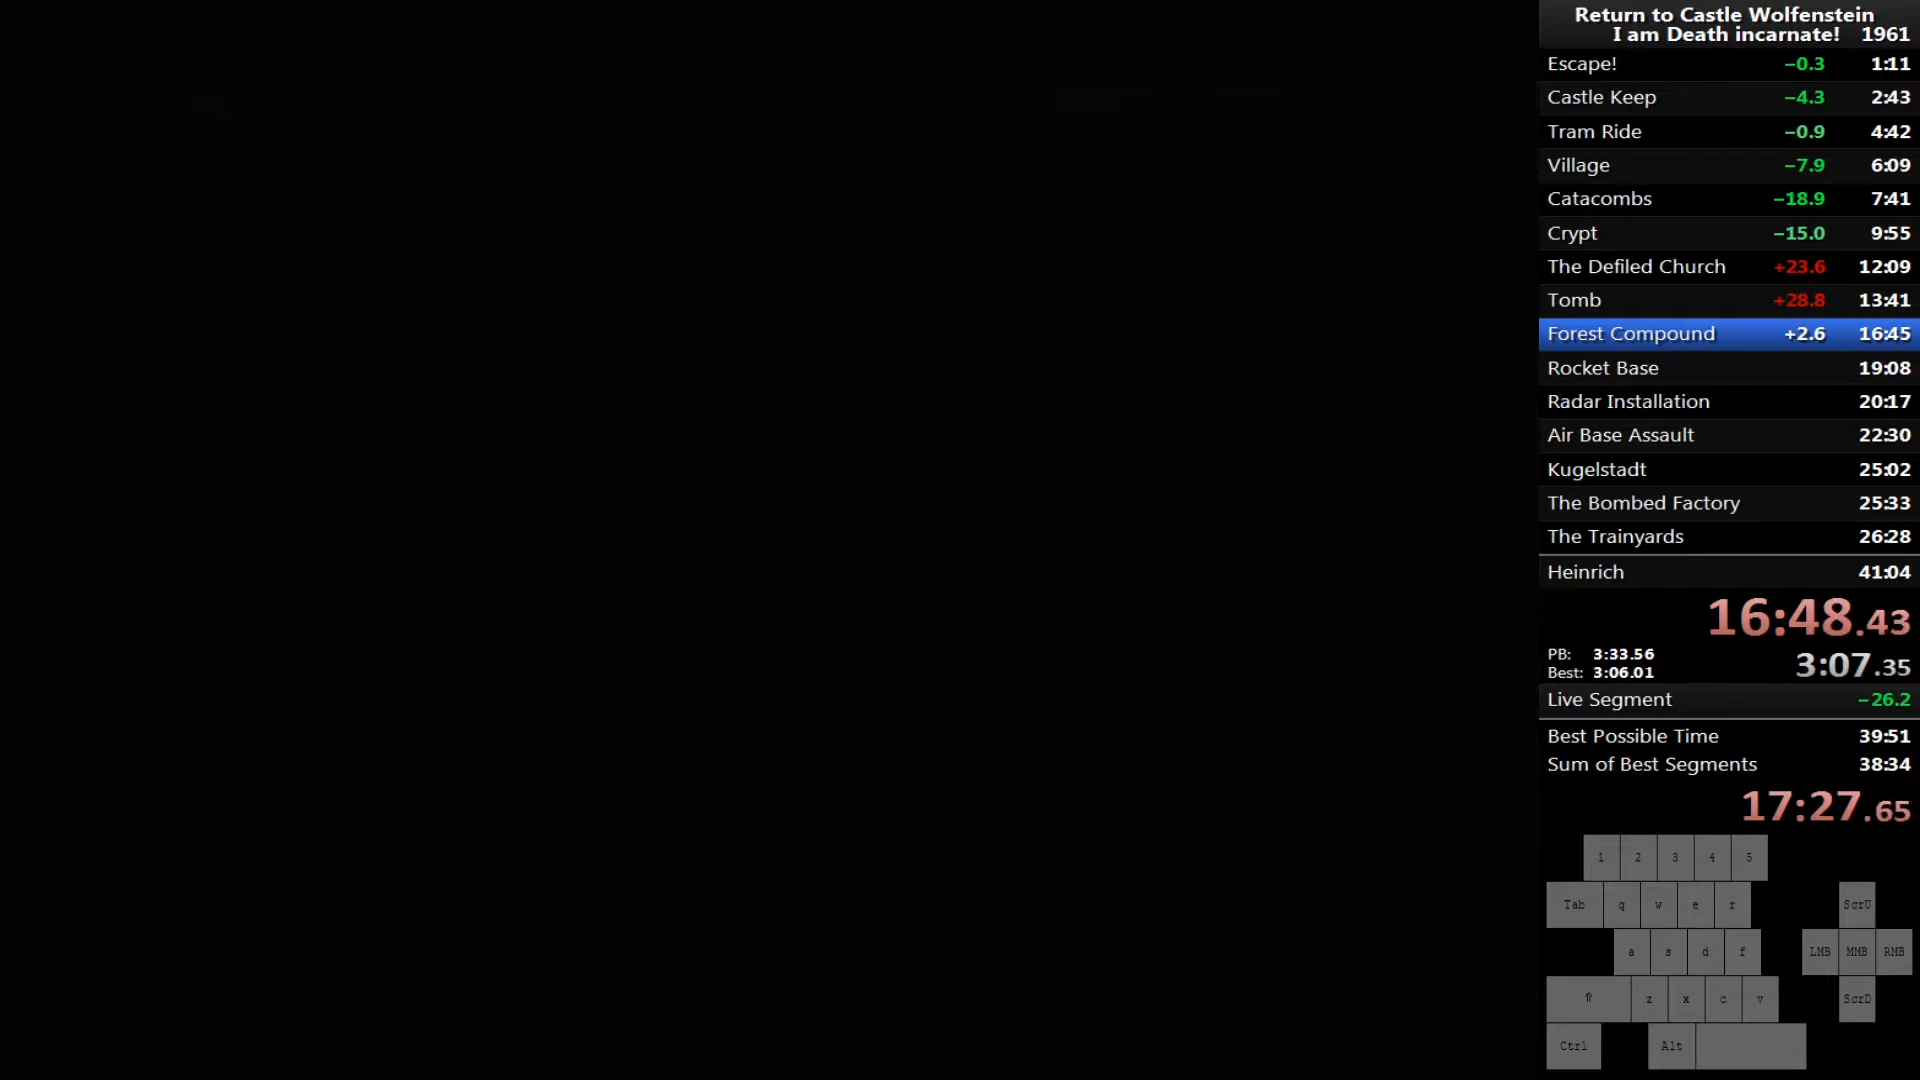 Return to Castle Wolfenstein
I am Death incarnate! 1961
Escape! −0.3 1:11
Castle Keep −4.3 2:43
Tram Ride −0.9 4:42
Village −7.9 6:09
Catacombs −18.9 7:41
Crypt −15.0 9:55
The Defiled Church +23.6 12:09
Tomb +28.8 13:41
Forest Compound +2.6 16:45
Rocket Base 19:08
Radar Installation 20:17
Air Base Assault 22:30
Kugelstadt 25:02
The Bombed Factory 25:33
The Trainyards 26:28
Heinrich 41:04
16:48.43
PB: 3:33.56
Best: 3:06.01
3:07.35
Live Segment −26.2
Best Possible Time 39:51
Sum of Best Segments 38:34
17:27.65
1 2 3 4 5
Tab q w e r ScrU
a s d f LMB MMB RMB
⇧ z x c v ScrD
Ctrl Alt